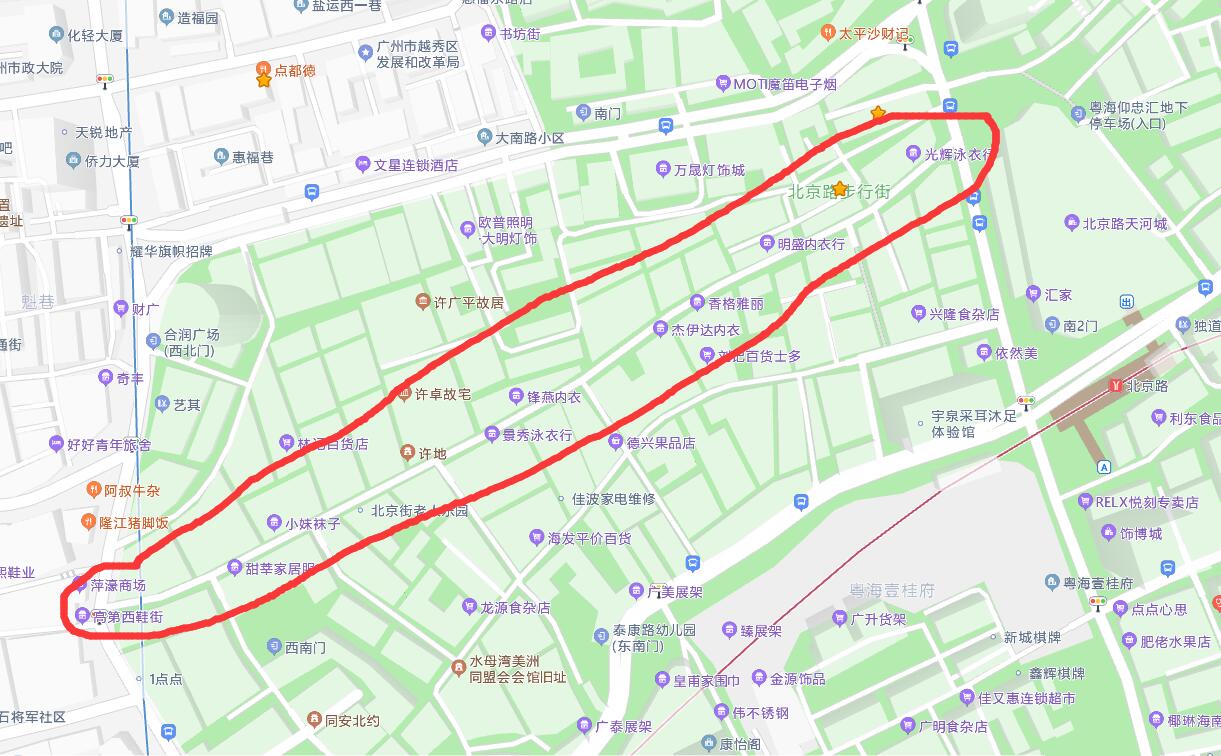 造福园
盐运西一巷
书坊街
化轻大厦
广州市越秀区
发展和改革局
太平沙财记
州市政大院
点都德
MOTI魔笛电子烟
南门
粤海仰忠汇地下
停车场(入口)
天锐地产
大南路小区
吧
侨力大厦
惠福巷
文星连锁酒店
万晟灯饰城
光辉泳衣行
北京路步行街
置
遗址
欧普照明
·大明灯饰
北京路天河城
耀华旗帜招牌
明盛内衣行
魁巷
财广
许广平故居
香格雅丽
汇家
出
合润广场
(西北门)
杰伊达内衣
兴隆食杂店
南2门
独道
通街
刘记百货士多
依然美
奇丰
许卓故宅
锋燕内衣
北京路
艺其
宇泉采耳沐足
体验馆
利东食品
好好青年旅舍
林记百货店
景秀泳衣行
德兴果品店
许地
A
阿叔牛杂
佳波家电维修
RELX悦刻专卖店
隆江猪脚饭
小妹袜子
北京街老人乐园
海发平价百货
饰博城
熙鞋业
萍濠商场
甜莘家居服
广美展架
粤海壹桂府
粤海壹桂府
高第西鞋街
龙源食杂店
广升货架
点点心思
西南门
泰康路幼儿园
(东南门)
臻展架
新城棋牌
肥佬水果店
1点点
水母湾美洲
同盟会会馆旧址
皇甫家围巾
金源饰品
鑫辉棋牌
石将军社区
同安北约
广泰展架
伟不锈钢
佳又惠连锁超市
广明食杂店
椰琳海南
康怡阁